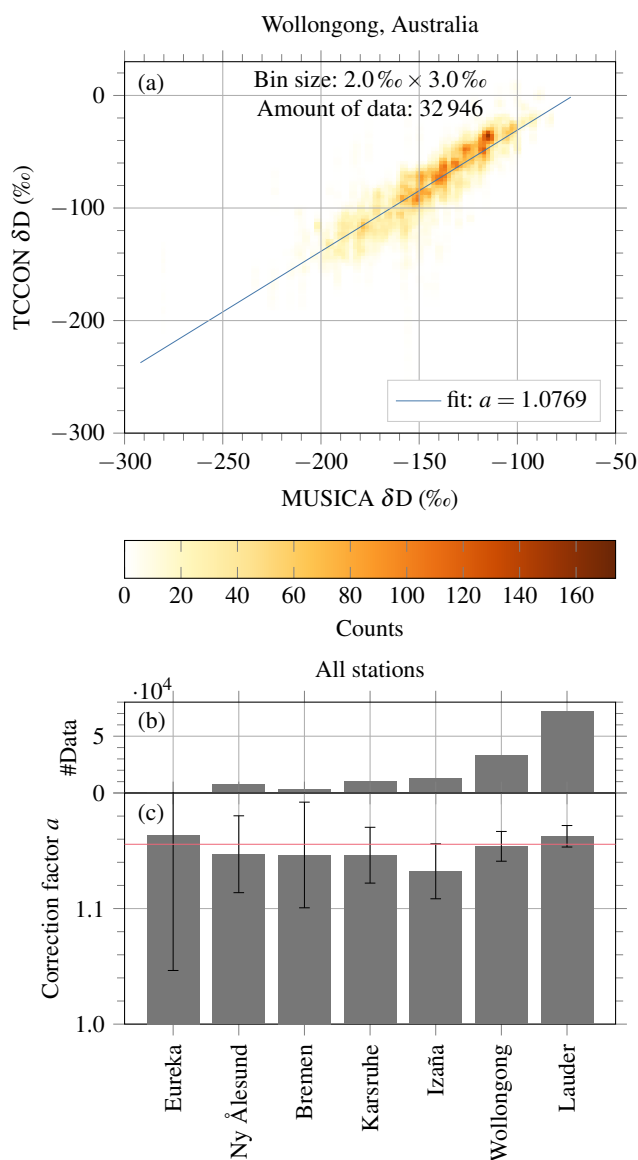 Wollongong, Australia
(a)
Bin size: 2.0‰ × 3.0‰
Amount of data: 32 946
0
−100
−200
−300
TCCON δD (‰)
fit: a = 1.0769
−300 −250 −200 −150 −100 −50
MUSICA δD (‰)
0 20 40 60 80 100 120 140 160
Counts
All stations
·10⁴
(b)
5
0
#Data
(c)
1.1
1.0
Correction factor a
Eureka
Ny Ålesund
Bremen
Karsruhe
Izaña
Wollongong
Lauder